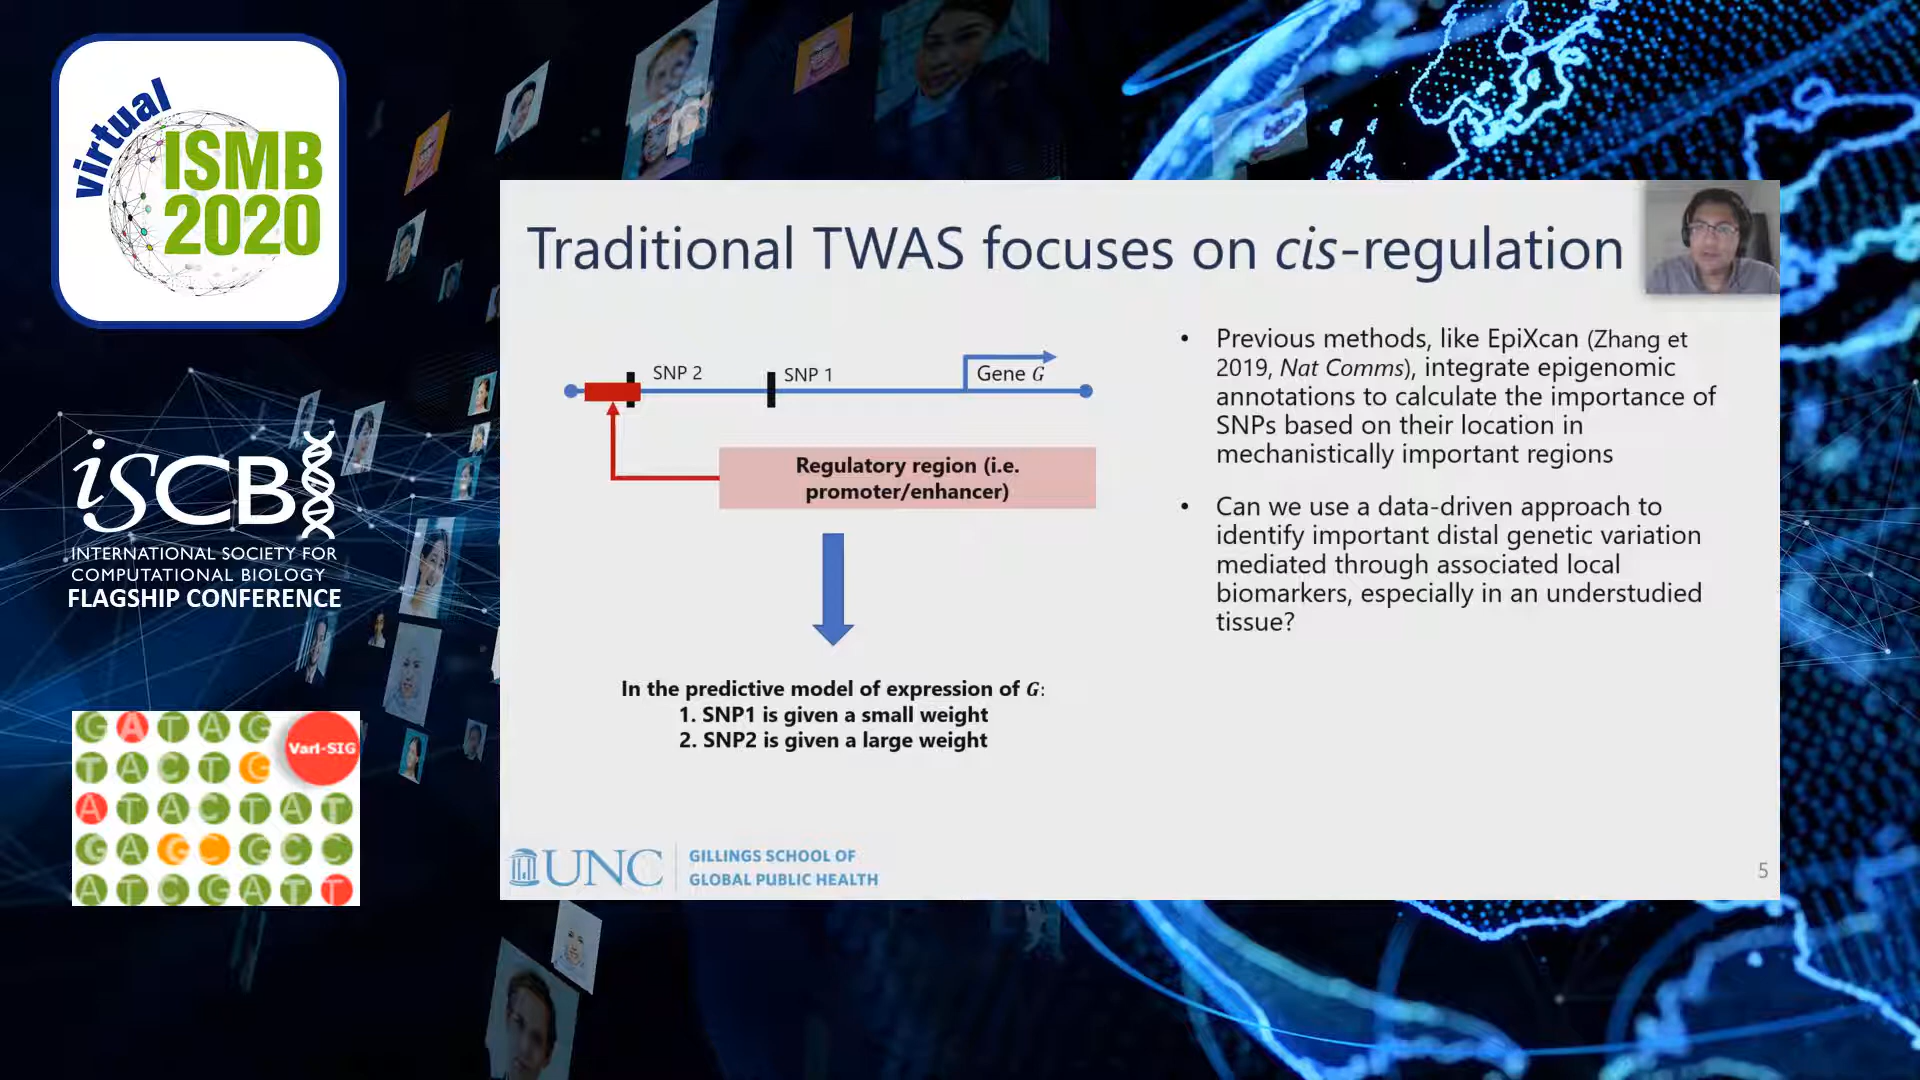 virtual
ISMB
2020
iSCB
INTERNATIONAL SOCIETY FOR
COMPUTATIONAL BIOLOGY
FLAGSHIP CONFERENCE
GATAG
Vari-SIG
TACTG
ATACTAT
GAGCGCC
ATCGATT
Traditional TWAS focuses on cis-regulation
SNP 2
SNP 1
Gene G
Regulatory region (i.e.
promoter/enhancer)
In the predictive model of expression of G:
1. SNP1 is given a small weight
2. SNP2 is given a large weight
• Previous methods, like EpiXcan (Zhang et
2019, Nat Comms), integrate epigenomic
annotations to calculate the importance of
SNPs based on their location in
mechanistically important regions
• Can we use a data-driven approach to
identify important distal genetic variation
mediated through associated local
biomarkers, especially in an understudied
tissue?
UNC
GILLINGS SCHOOL OF
GLOBAL PUBLIC HEALTH
5